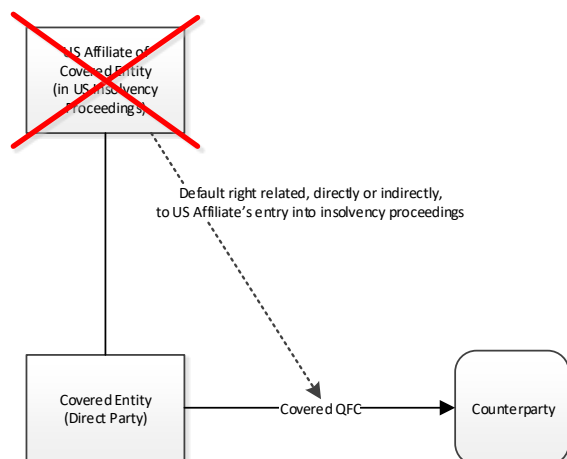 US Affiliate of
Covered Entity
(in US Insolvency
Proceedings)
Default right related, directly or indirectly,
to US Affiliate's entry into insolvency proceedings
Covered Entity
(Direct Party)
Covered QFC
Counterparty